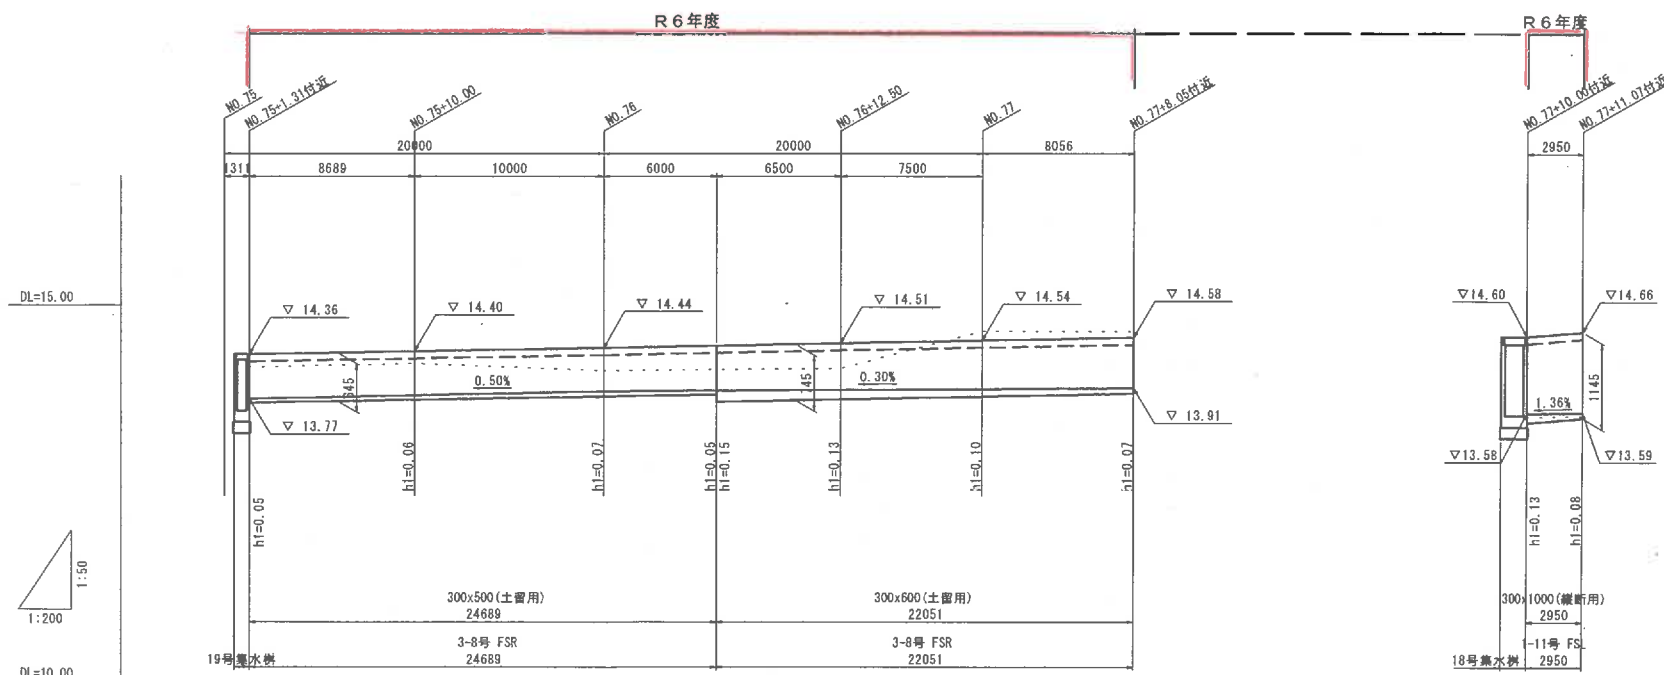 R６年度
R６年度
NO.75
NO.75+1.31付近
NO.75+10.00
NO.76
NO.76+12.50
NO.77
NO.77+8.05付近
NO.77+10.00付近
NO.77+11.07付近
20000
20000
8056
2950
1311
8689
10000
6000
6500
7500
DL=15.00
▽ 14.36
▽ 14.40
▽ 14.44
▽ 14.51
▽ 14.54
▽ 14.58
▽14.60
▽14.66
645
0.50%
745
0.30%
1.36%
1145
▽ 13.77
▽ 13.91
▽13.58
▽13.59
h1=0.05
h1=0.06
h1=0.07
h1=0.05
h1=0.15
h1=0.13
h1=0.10
h1=0.07
h1=0.13
h1=0.08
1:50
1:200
300x500(土留用)
24689
300x600(土留用)
22051
300x1000(縦断用)
2950
3-8号 FSR
24689
3-8号 FSR
22051
1-11号 FSL
2950
19号集水桝
18号集水桝
DL=10.00